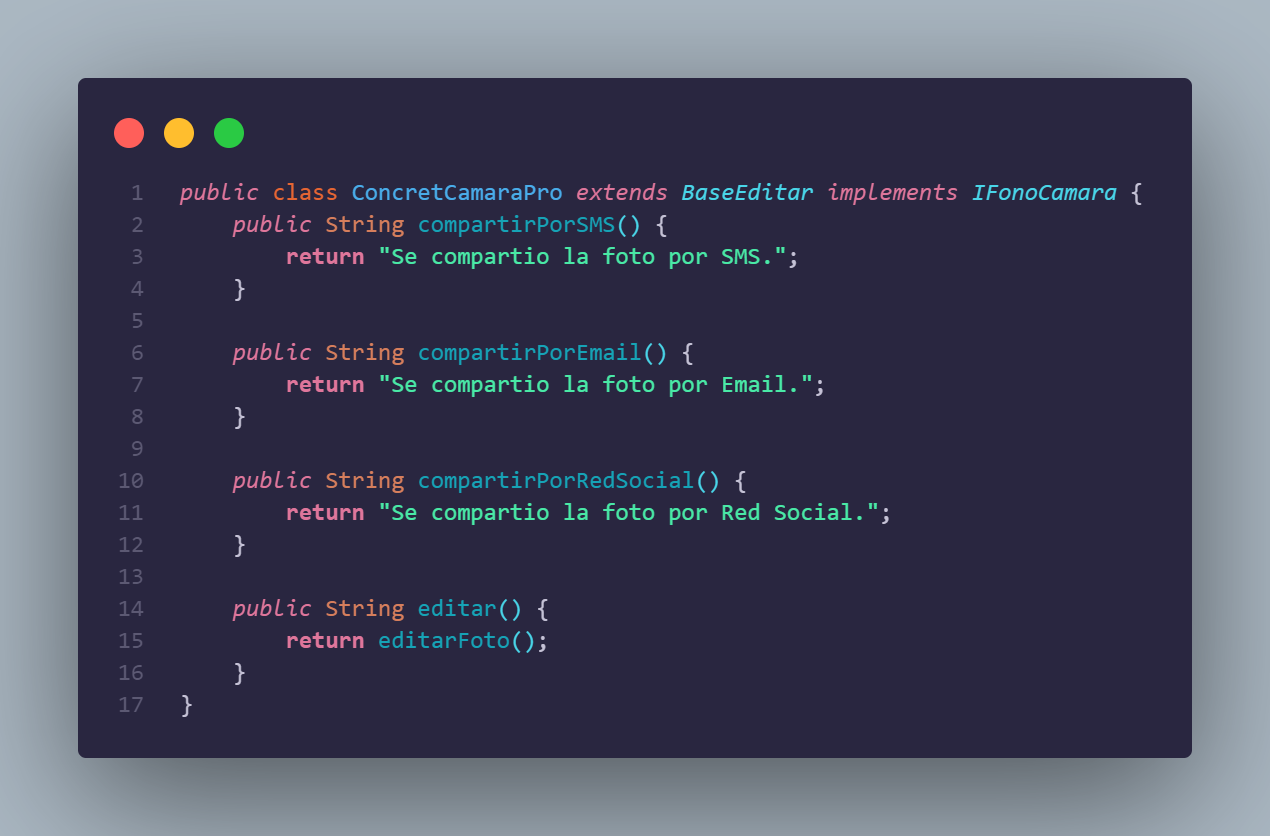 1 public class ConcretCamaraPro extends BaseEditar implements IFonoCamara {
2     public String compartirPorSMS() {
3         return "Se compartio la foto por SMS.";
4     }
5
6     public String compartirPorEmail() {
7         return "Se compartio la foto por Email.";
8     }
9
10     public String compartirPorRedSocial() {
11         return "Se compartio la foto por Red Social.";
12     }
13
14     public String editar() {
15         return editarFoto();
16     }
17 }